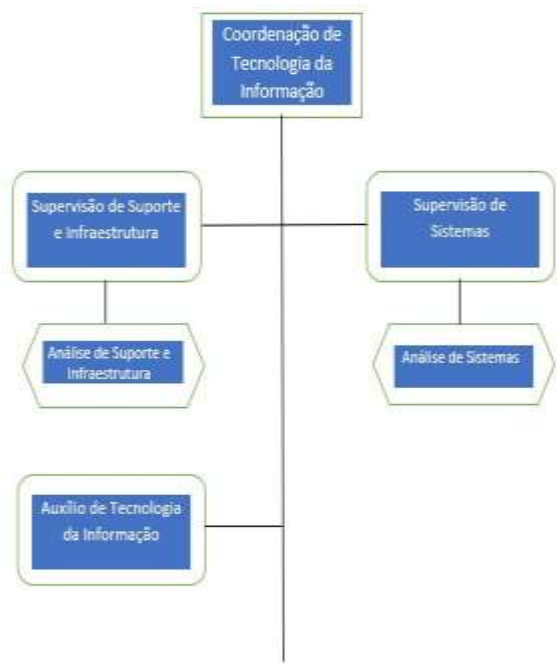 Coordenação de
Tecnologia da
Informação
Supervisão de Suporte
e Infraestrutura
Supervisão de
Sistemas
Análise de Suporte e
Infraestrutura
Análise de Sistemas
Auxílio de Tecnologia
da Informação